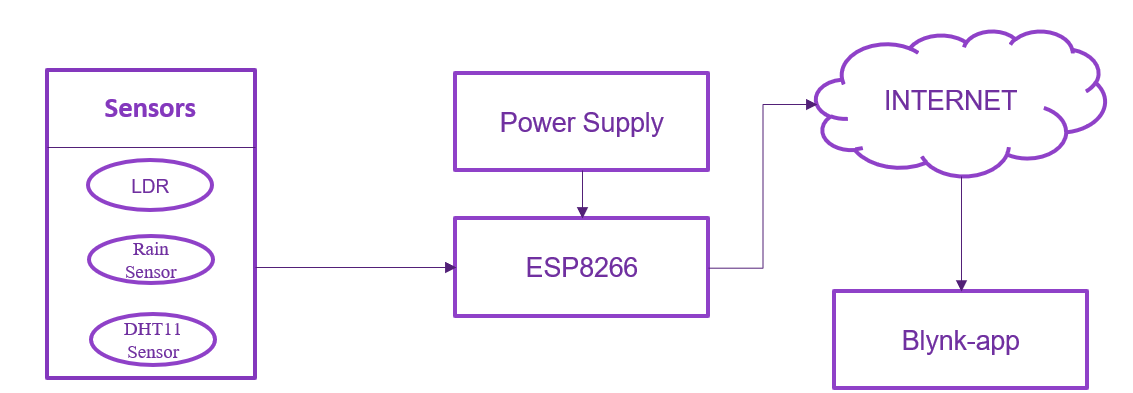 Sensors
LDR
Rain
Sensor
DHT11
Sensor
Power Supply
ESP8266
INTERNET
Blynk-app